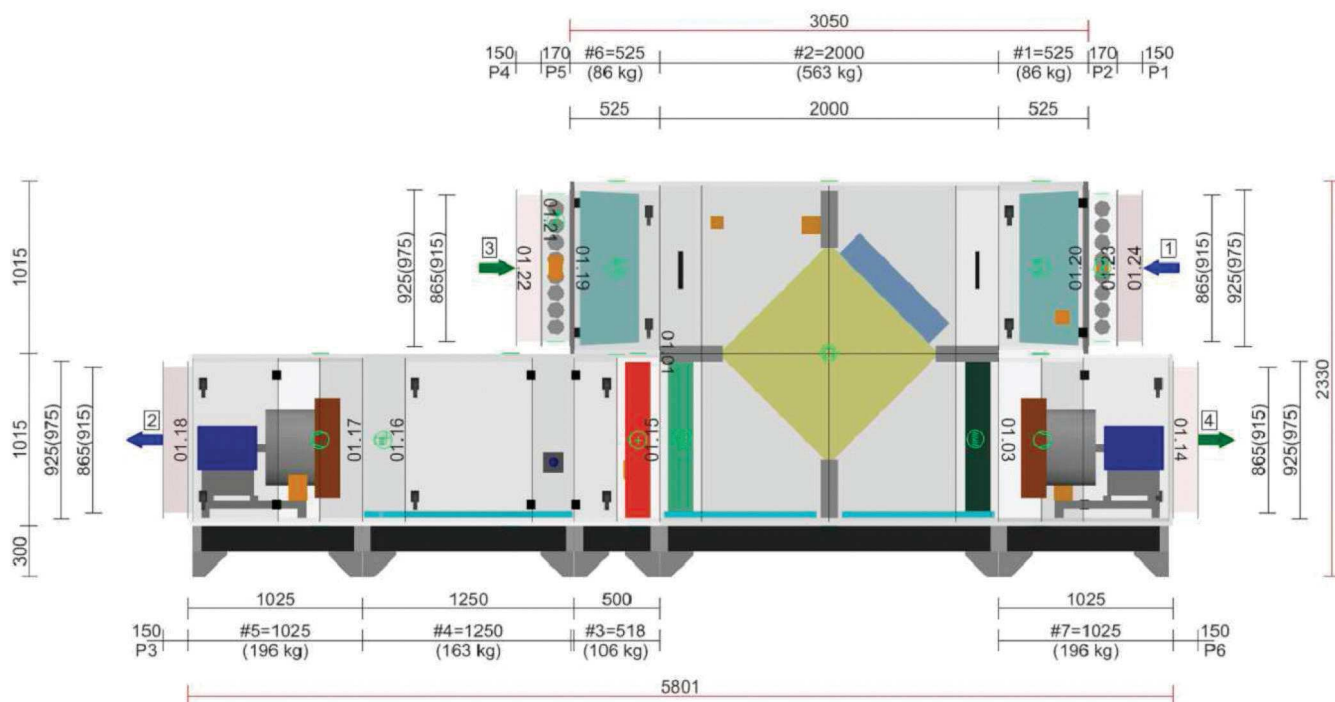 3050
150 170 #6=525 #2=2000 #1=525 170 150
P4 P5 (86 kg) (563 kg) (86 kg) P2 P1
525 2000 525
1015 925(975) 865(915) 3 01.22 01.21 01.19 01.20 01.23 01.24 1 865(915) 925(975)
2330
01.01
1015 925(975) 865(915) 2 01.18 01.17 01.16 01.15 01.03 01.14 4 865(915) 925(975)
300
1025 1250 500 1025
150 #5=1025 #4=1250 #3=518 #7=1025 150
P3 (196 kg) (163 kg) (106 kg) (196 kg) P6
5801